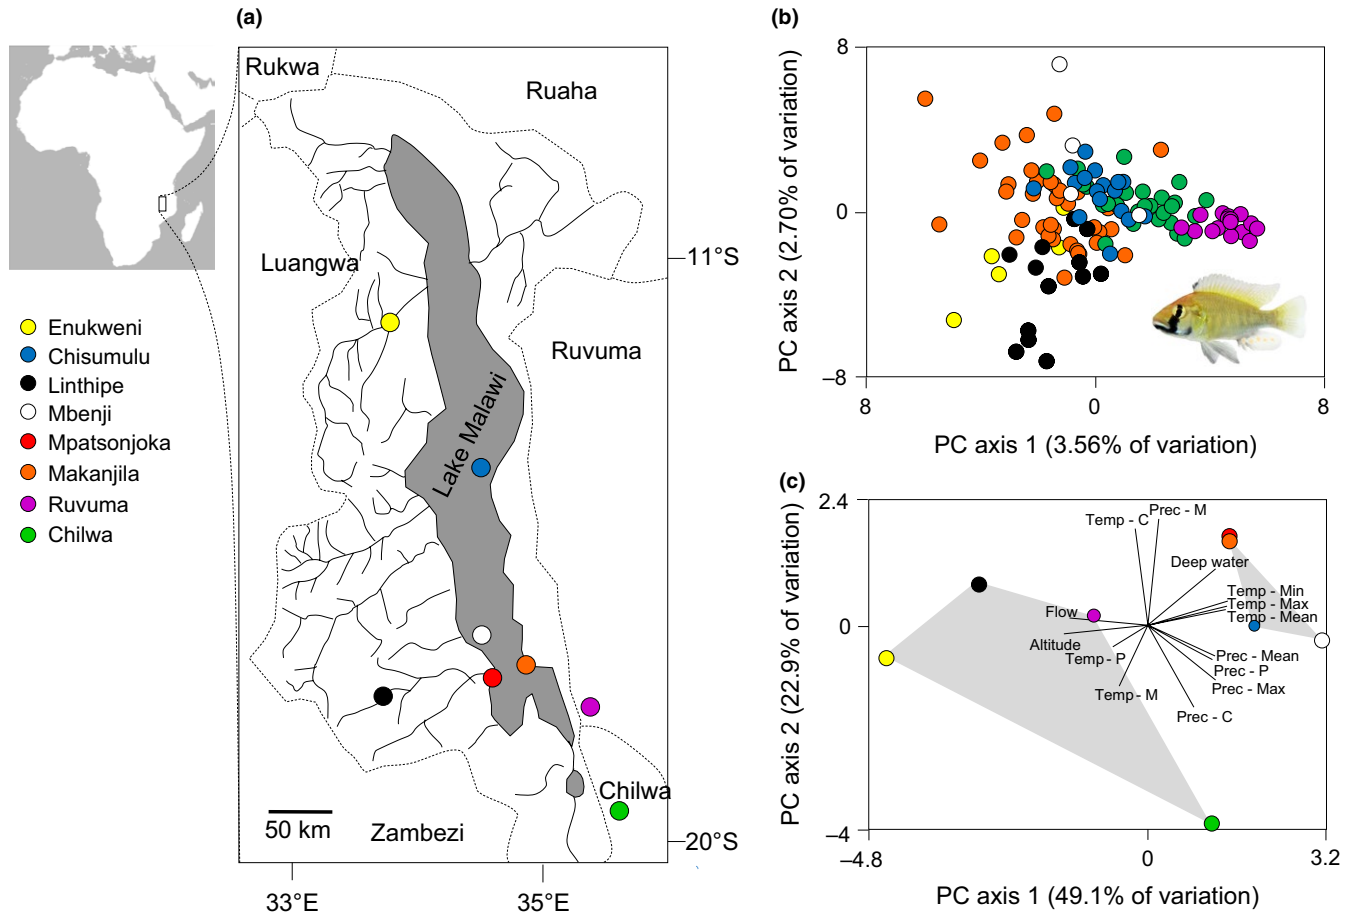 (a)
Rukwa
Ruaha
Luangwa
Ruvuma
Lake Malawi
Chilwa
Zambezi
50 km
11°S
20°S
33°E
35°E
Enukweni
Chisumulu
Linthipe
Mbenji
Mpatsonjoka
Makanjila
Ruvuma
Chilwa
(b)
PC axis 2 (2.70% of variation)
8
0
–8
8
0
8
PC axis 1 (3.56% of variation)
(c)
PC axis 2 (22.9% of variation)
2.4
0
–4
Temp - C
Prec - M
Deep water
Temp - Min
Temp - Max
Temp - Mean
Flow
Altitude
Temp - P
Temp - M
Prec - Mean
Prec - P
Prec - Max
Prec - C
–4.8
0
3.2
PC axis 1 (49.1% of variation)